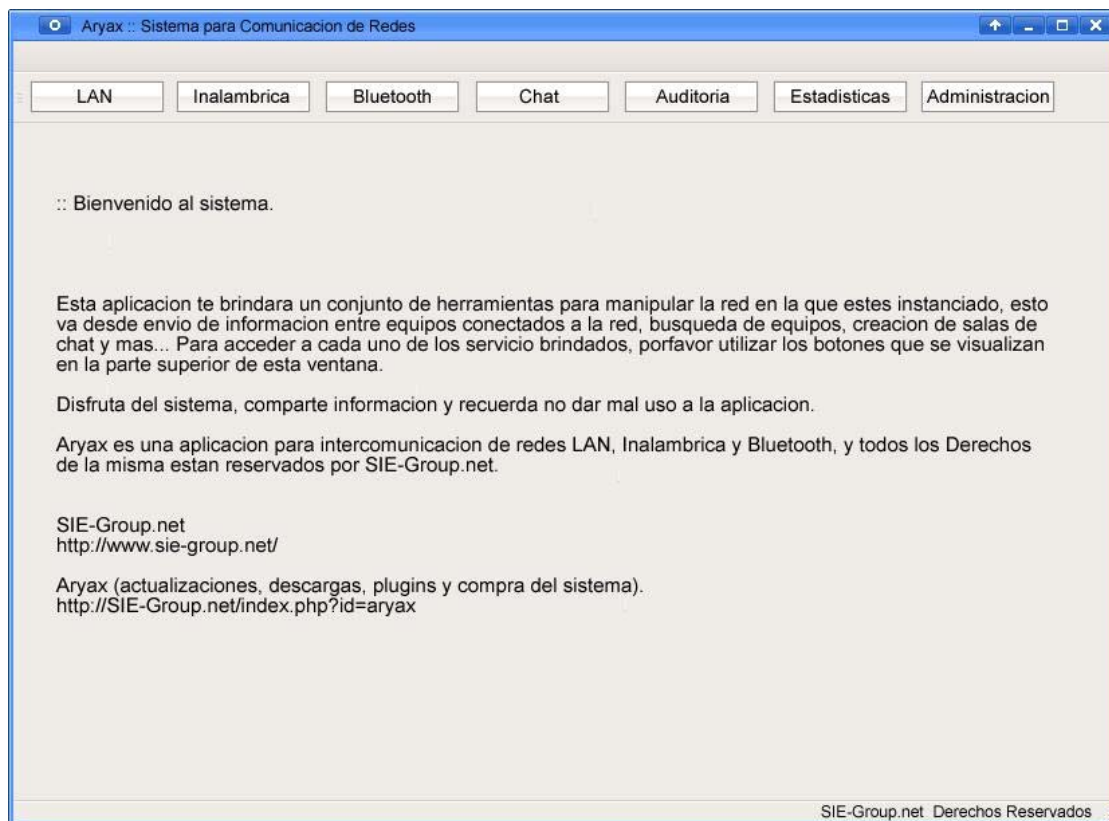 Aryax :: Sistema para Comunicacion de Redes
LAN Inalambrica Bluetooth Chat Auditoria Estadisticas Administracion
:: Bienvenido al sistema.
Esta aplicacion te brindara un conjunto de herramientas para manipular la red en la que estes instanciado, esto
va desde envio de informacion entre equipos conectados a la red, busqueda de equipos, creacion de salas de
chat y mas... Para acceder a cada uno de los servicio brindados, porfavor utilizar los botones que se visualizan
en la parte superior de esta ventana.
Disfruta del sistema, comparte informacion y recuerda no dar mal uso a la aplicacion.
Aryax es una aplicacion para intercomunicacion de redes LAN, Inalambrica y Bluetooth, y todos los Derechos
de la misma estan reservados por SIE-Group.net.
SIE-Group.net
http://www.sie-group.net/
Aryax (actualizaciones, descargas, plugins y compra del sistema).
http://SIE-Group.net/index.php?id=aryax
SIE-Group.net Derechos Reservados